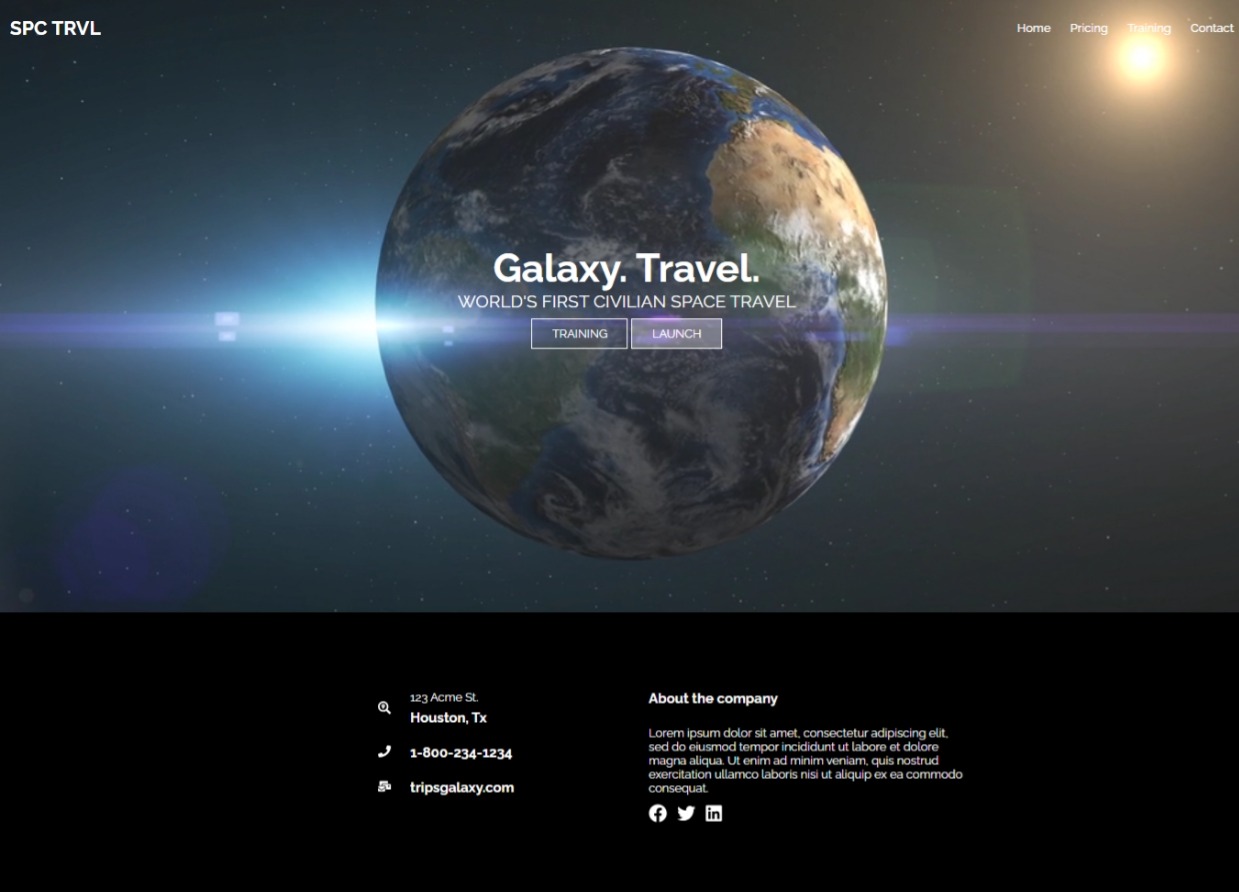 SPC TRVL
Home Pricing Training Contact
Galaxy. Travel.
WORLD'S FIRST CIVILIAN SPACE TRAVEL
TRAINING LAUNCH
123 Acme St.
Houston, Tx
1-800-234-1234
tripsgalaxy.com
About the company
Lorem ipsum dolor sit amet, consectetur adipiscing elit,
sed do eiusmod tempor incididunt ut labore et dolore
magna aliqua. Ut enim ad minim veniam, quis nostrud
exercitation ullamco laboris nisi ut aliquip ex ea commodo
consequat.